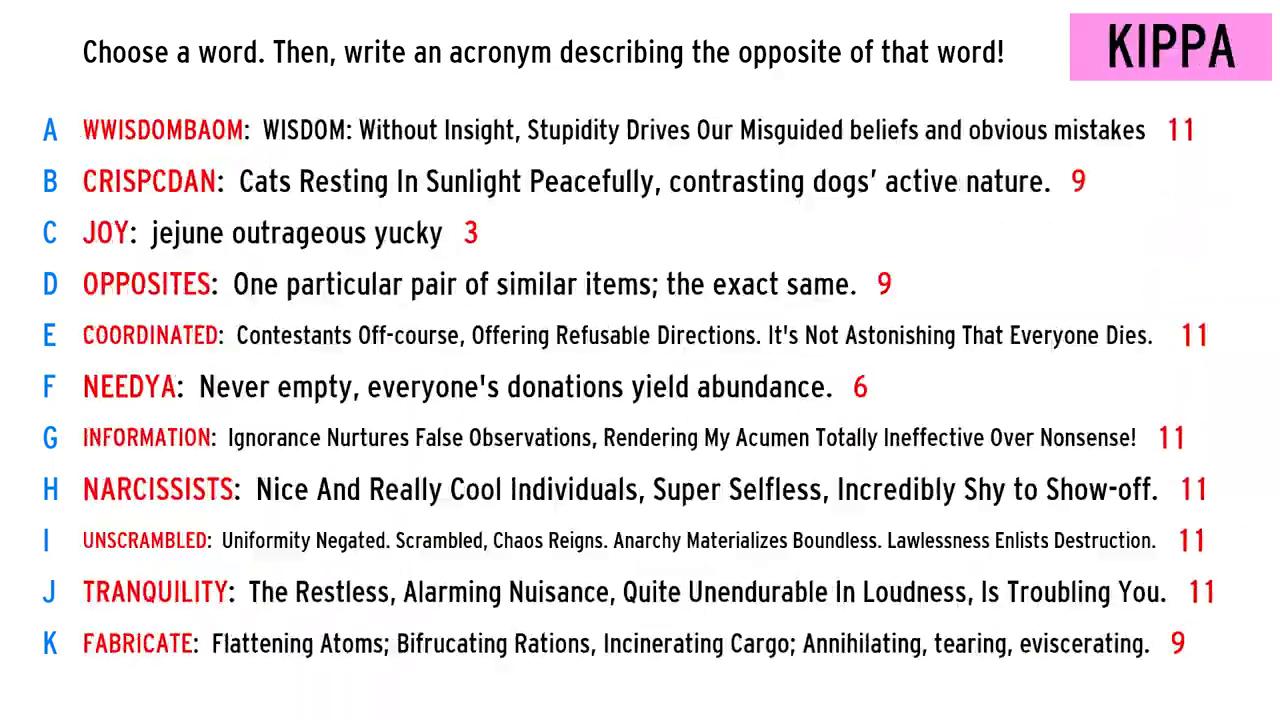 Choose a word. Then, write an acronym describing the opposite of that word!
KIPPA
A WWISDOMBAOM: WISDOM: Without Insight, Stupidity Drives Our Misguided beliefs and obvious mistakes 11
B CRISPCDAN: Cats Resting In Sunlight Peacefully, contrasting dogs’ active nature. 9
C JOY: jejune outrageous yucky 3
D OPPOSITES: One particular pair of similar items; the exact same. 9
E COORDINATED: Contestants Off-course, Offering Refusable Directions. It's Not Astonishing That Everyone Dies. 11
F NEEDYA: Never empty, everyone's donations yield abundance. 6
G INFORMATION: Ignorance Nurtures False Observations, Rendering My Acumen Totally Ineffective Over Nonsense! 11
H NARCISSISTS: Nice And Really Cool Individuals, Super Selfless, Incredibly Shy to Show-off. 11
I UNSCRAMBLED: Uniformity Negated. Scrambled, Chaos Reigns. Anarchy Materializes Boundless. Lawlessness Enlists Destruction. 11
J TRANQUILITY: The Restless, Alarming Nuisance, Quite Unendurable In Loudness, Is Troubling You. 11
K FABRICATE: Flattening Atoms; Bifrucating Rations, Incinerating Cargo; Annihilating, tearing, eviscerating. 9